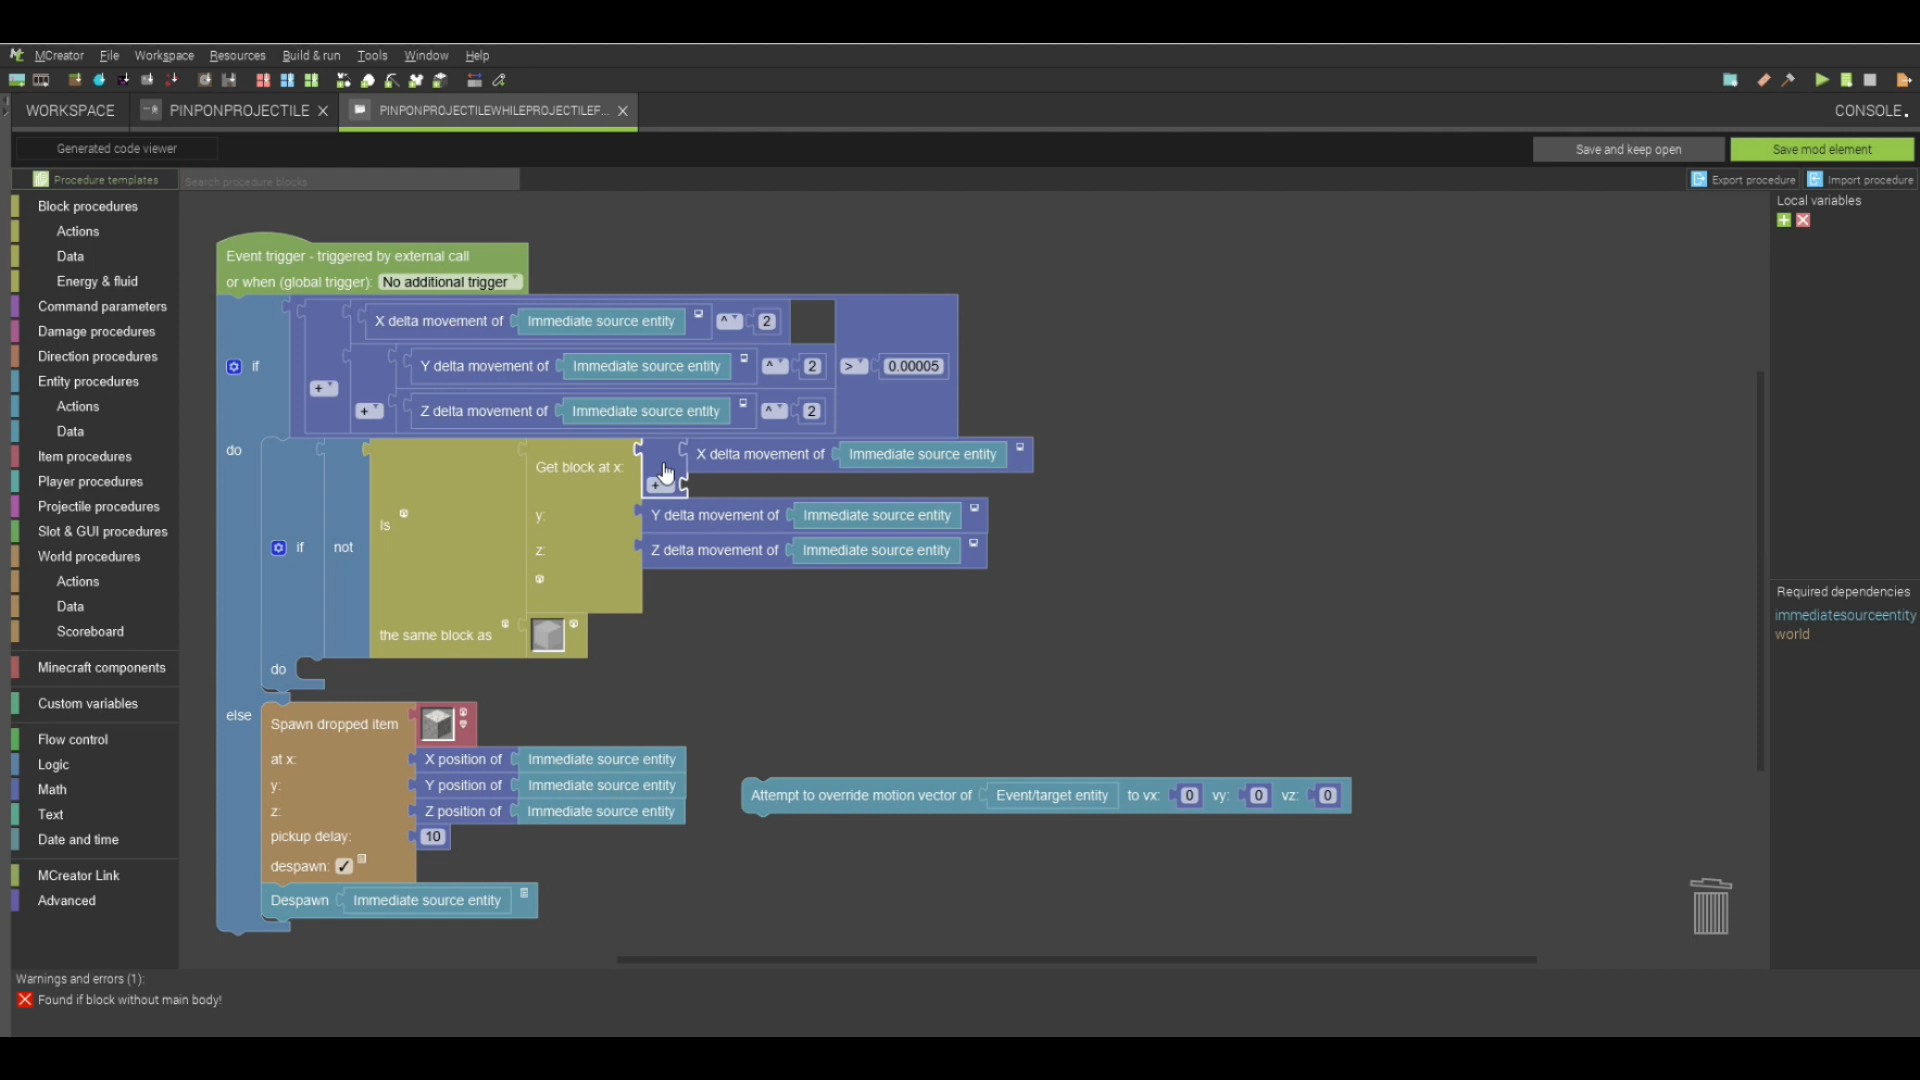 MCreator File Workspace Resources Build & run Tools Window Help
WORKSPACE PINPONPROJECTILE PINPONPROJECTILEWHILEPROJECTILEF... CONSOLE
Generated code viewer Save and keep open Save mod element
Procedure templates Search procedure blocks Export procedure Import procedure
Local variables
Block procedures
Actions
Data
Energy & fluid
Command parameters
Damage procedures
Direction procedures
Entity procedures
Actions
Data
Item procedures
Player procedures
Projectile procedures
Slot & GUI procedures
World procedures
Actions
Data
Scoreboard
Minecraft components
Custom variables
Flow control
Logic
Math
Text
Date and time
MCreator Link
Advanced
Event trigger - triggered by external call
or when (global trigger): No additional trigger
X delta movement of Immediate source entity ^ 2
if Y delta movement of Immediate source entity ^ 2 > 0.00005
+
+ Z delta movement of Immediate source entity ^ 2
do X delta movement of Immediate source entity
Get block at x:
+
y: Y delta movement of Immediate source entity
Is
if not z: Z delta movement of Immediate source entity
the same block as
do
else Spawn dropped item
at x: X position of Immediate source entity
y: Y position of Immediate source entity
z: Z position of Immediate source entity
pickup delay: 10
despawn: ✓
Despawn Immediate source entity
Attempt to override motion vector of Event/target entity to vx: 0 vy: 0 vz: 0
Required dependencies
immediatesourceentity
world
Warnings and errors (1):
Found if block without main body!